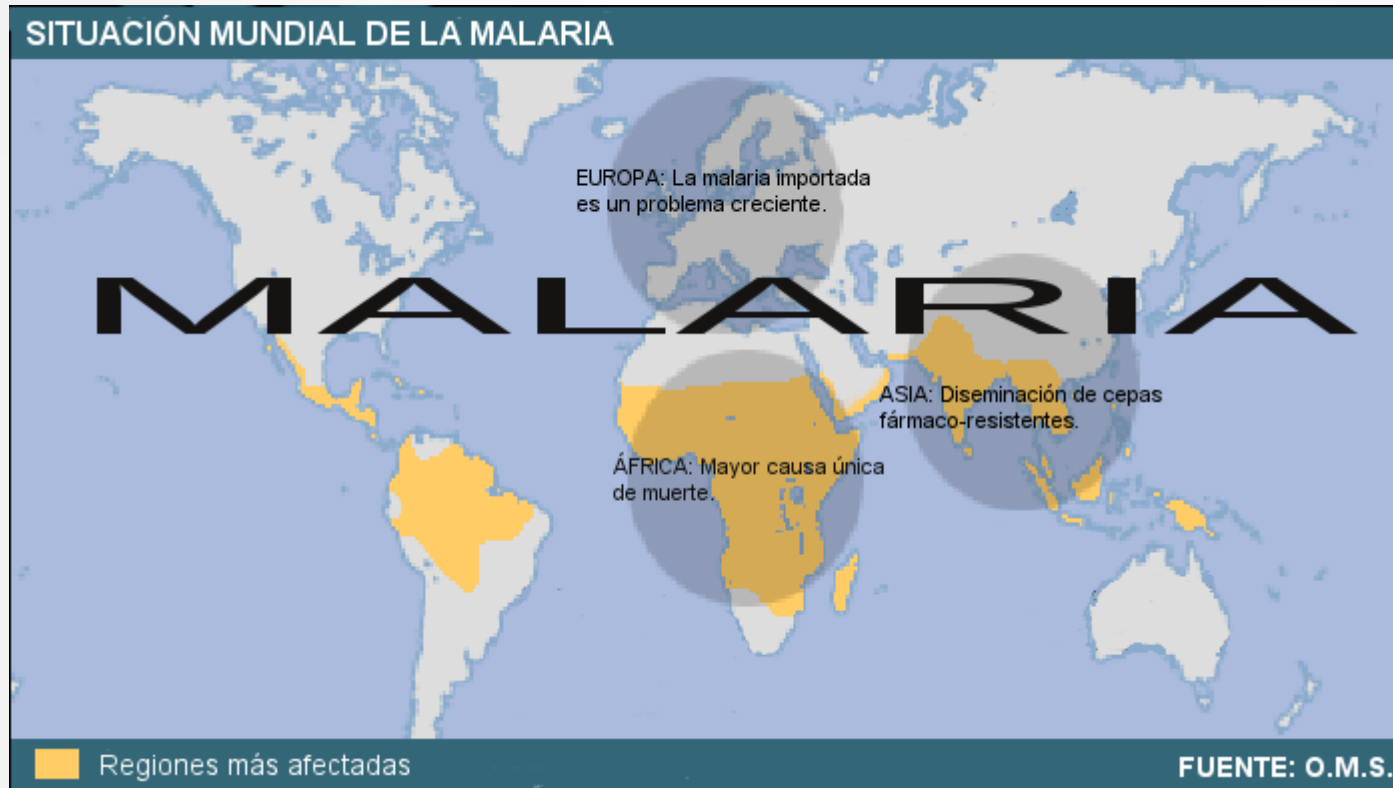 SITUACIÓN MUNDIAL DE LA MALARIA
EUROPA: La malaria importada
es un problema creciente.
MALARIA
ASIA: Diseminación de cepas
fármaco-resistentes.
ÁFRICA: Mayor causa única
de muerte.
Regiones más afectadas
FUENTE: O.M.S.